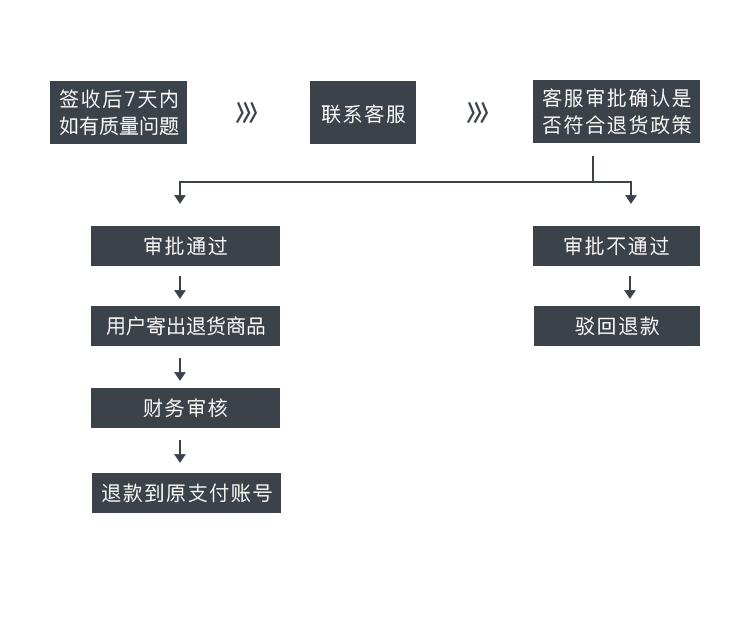 签收后7天内
如有质量问题
联系客服
客服审批确认是
否符合退货政策
审批通过
审批不通过
用户寄出退货商品
驳回退款
财务审核
退款到原支付账号